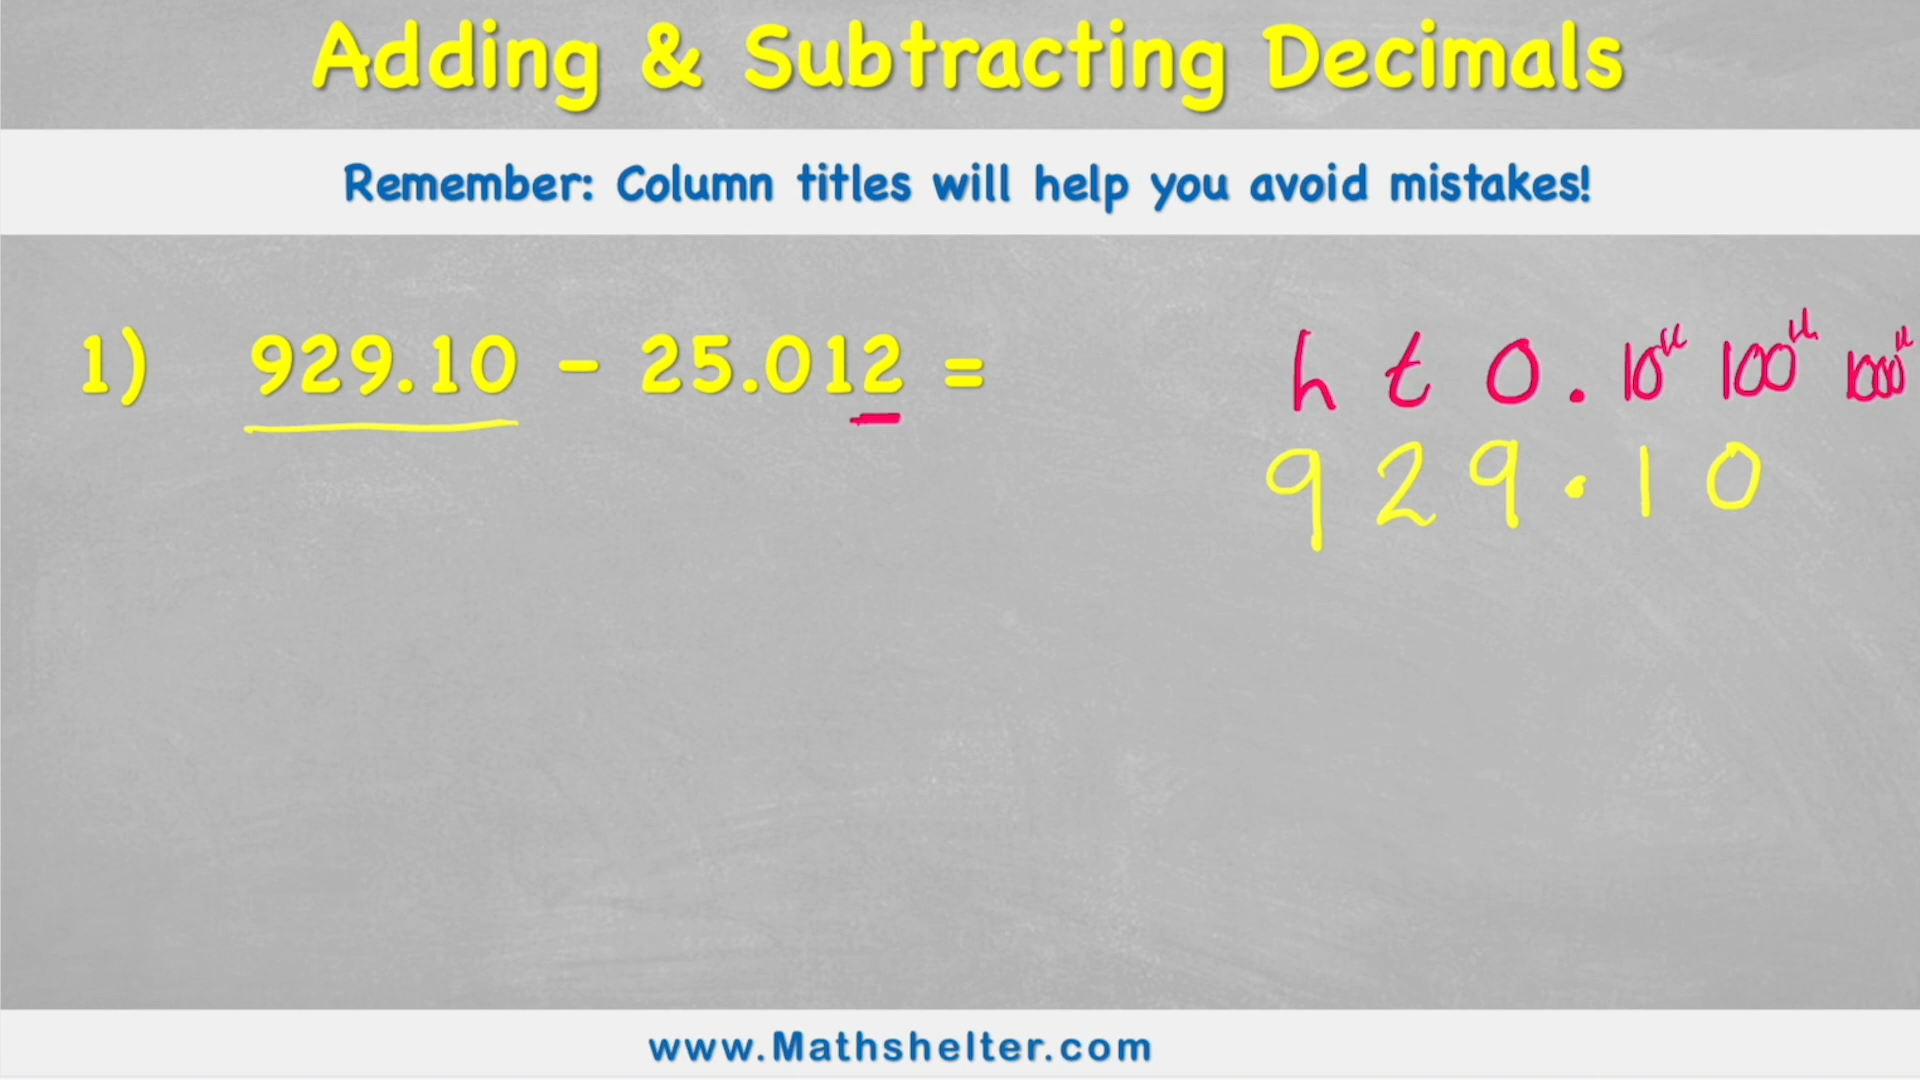 Adding & Subtracting Decimals
Remember: Column titles will help you avoid mistakes!
1) 929.10 - 25.012 =
h t o . 10th 100th 1000th
929.10
www.Mathshelter.com